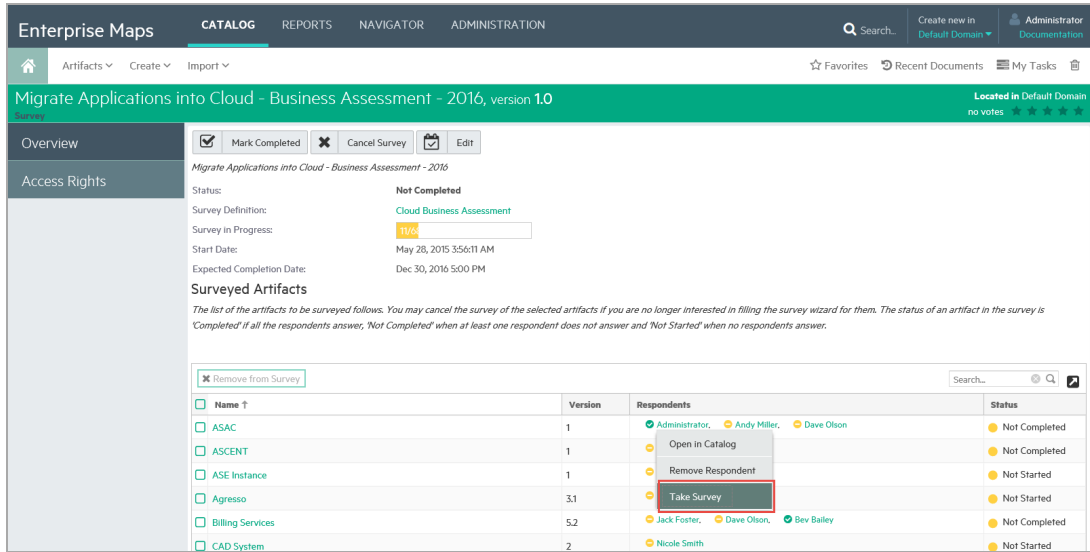 Enterprise Maps
CATALOG REPORTS NAVIGATOR ADMINISTRATION
Search...
Create new in
Default Domain
Administrator
Documentation
Artifacts Create Import
Favorites Recent Documents My Tasks
Migrate Applications into Cloud - Business Assessment - 2016, version 1.0
Survey
Located in Default Domain
no votes
Overview
Access Rights
Mark Completed Cancel Survey Edit
Migrate Applications into Cloud - Business Assessment - 2016
Status: Not Completed
Survey Definition: Cloud Business Assessment
Survey in Progress: 11/61
Start Date: May 28, 2015 3:56:11 AM
Expected Completion Date: Dec 30, 2016 5:00 PM
Surveyed Artifacts
The list of the artifacts to be surveyed follows. You may cancel the survey of the selected artifacts if you are no longer interested in filling the survey wizard for them. The status of an artifact in the survey is
'Completed' if all the respondents answer, 'Not Completed' when at least one respondent does not answer and 'Not Started' when no respondents answer.
Remove from Survey
Search...
Name ↑ Version Respondents Status
ASAC 1 Administrator, Andy Miller, Dave Olson Not Completed
ASCENT 1 Not Completed
ASE Instance 1 Not Started
Agresso 3.1 Not Started
Open in Catalog
Remove Respondent
Take Survey
Billing Services 5.2 Jack Foster, Dave Olson, Bev Bailey Not Completed
CAD System 2 Nicole Smith Not Started